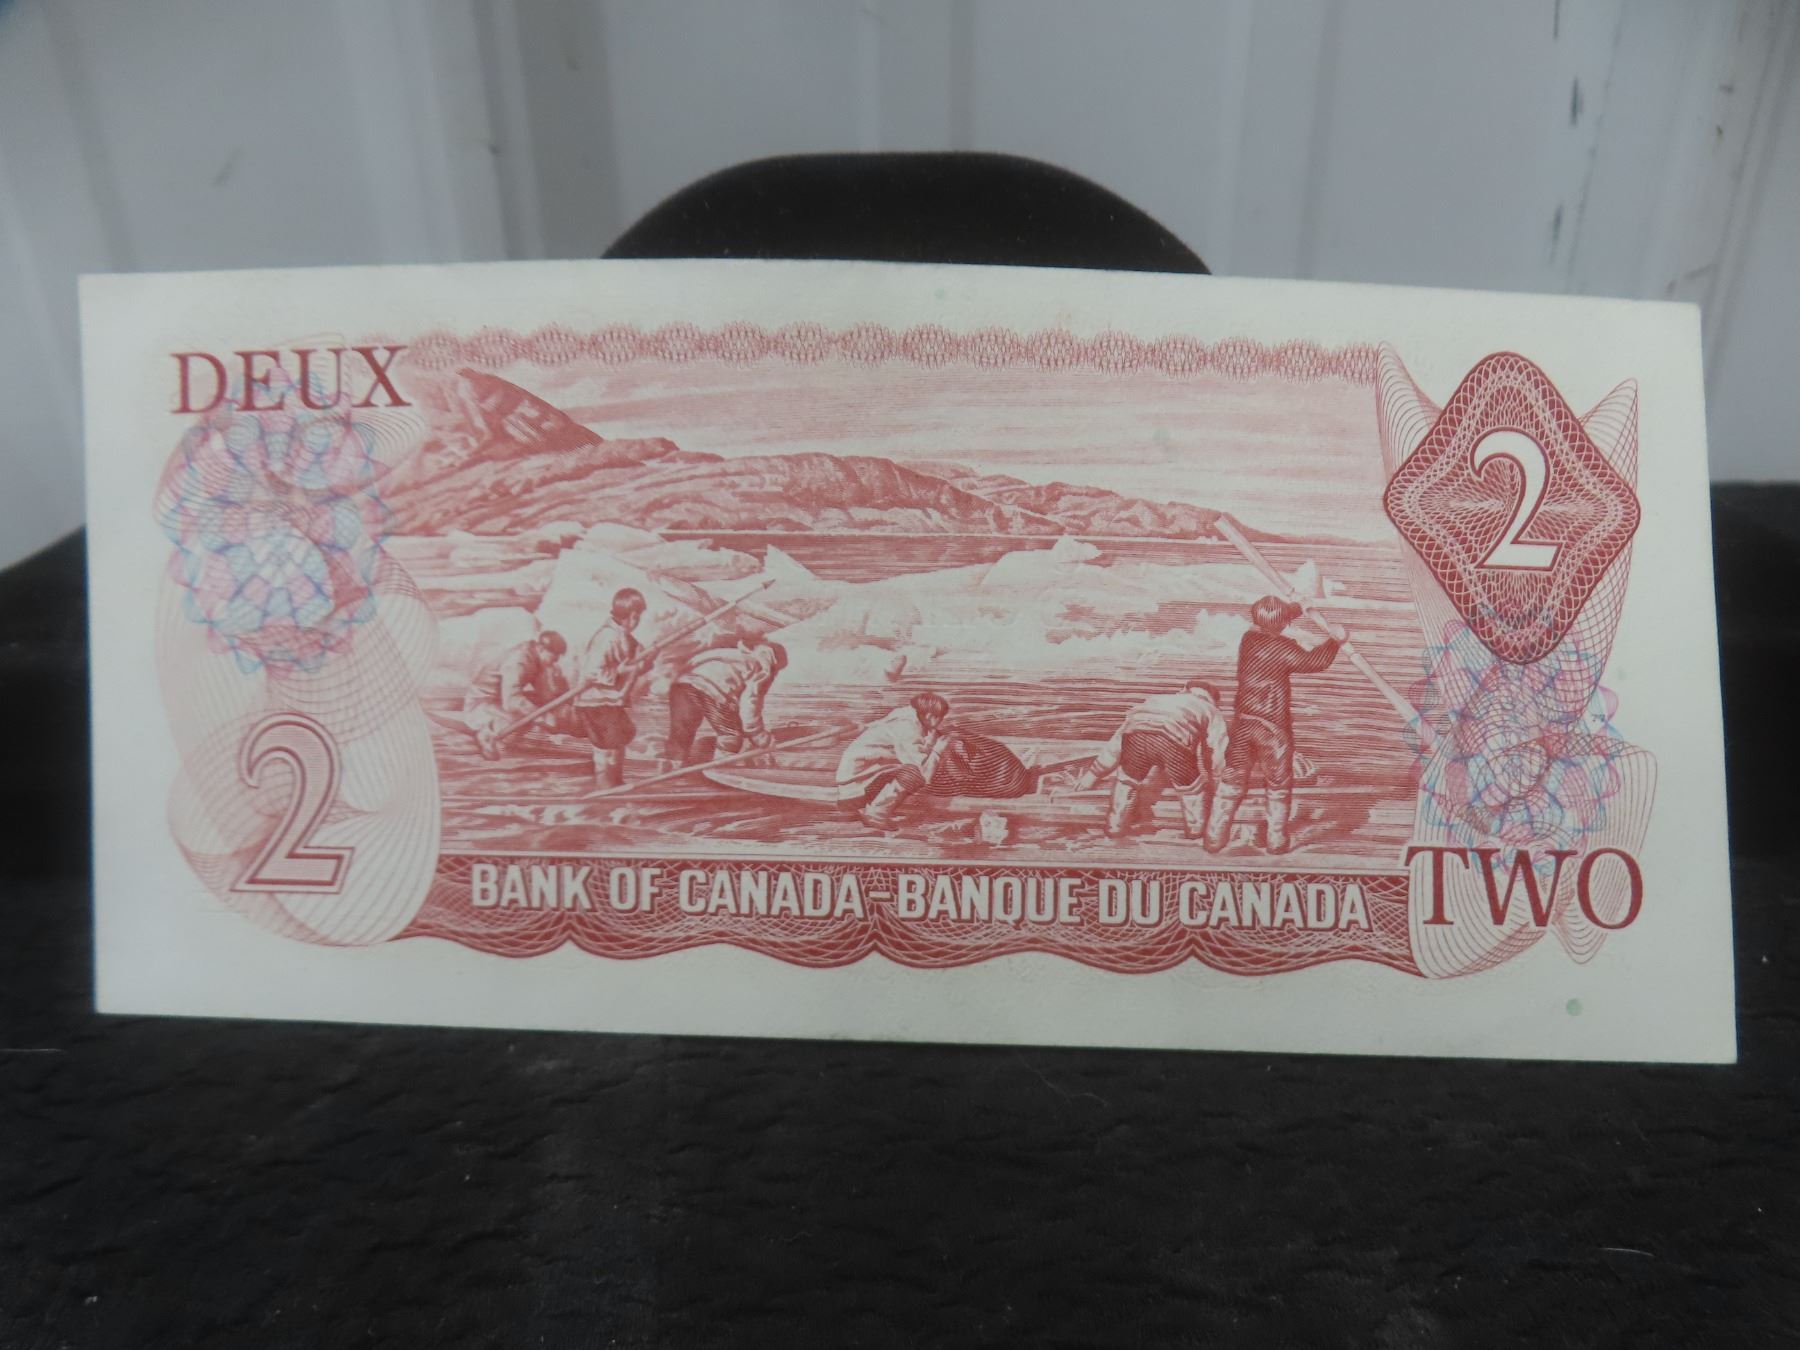 DEUX
2
2
BANK OF CANADA-BANQUE DU CANADA
TWO